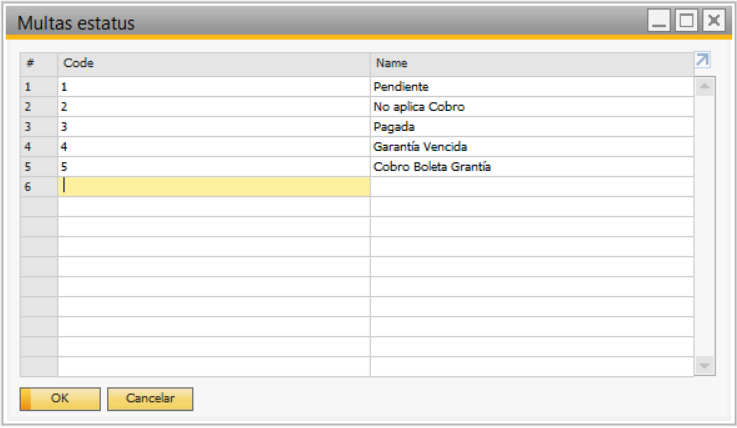 Multas estatus
# Code Name
1 1 Pendiente
2 2 No aplica Cobro
3 3 Pagada
4 4 Garantía Vencida
5 5 Cobro Boleta Grantía
6
OK Cancelar